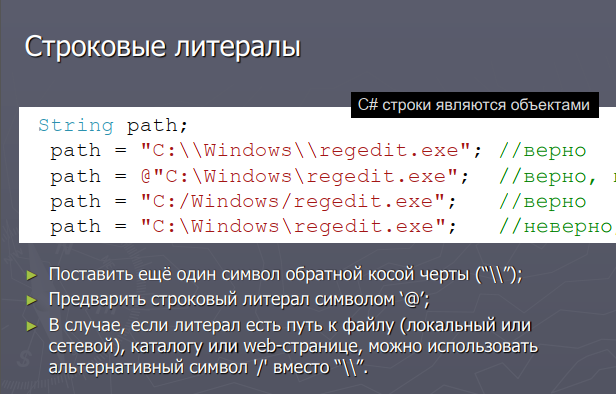 Строковые литералы
C# строки являются объектами
String path;
path = "C:\\Windows\\regedit.exe"; //верно
path = @"C:\Windows\regedit.exe"; //верно,
path = "C:/Windows/regedit.exe"; //верно
path = "C:\Windows\regedit.exe"; //неверно
► Поставить ещё один символ обратной косой черты (“\\”);
► Предварить строковый литерал символом ‘@’;
► В случае, если литерал есть путь к файлу (локальный или
сетевой), каталогу или web-странице, можно использовать
альтернативный символ '/' вместо “\\”.